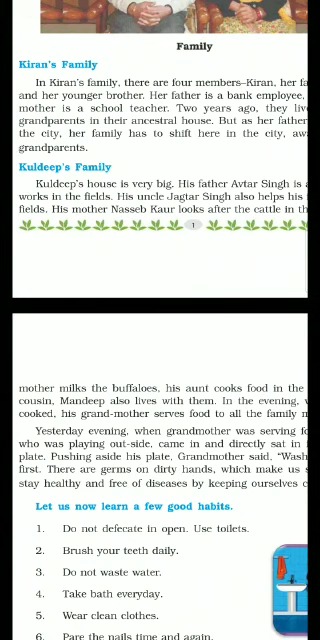 Family
Kiran's Family
In Kiran's family, there are four members–Kiran, her
and her younger brother. Her father is a bank employee,
mother is a school teacher. Two years ago, they
grandparents in their ancestral house. But as her father
the city, her family has to shift here in the city,
grandparents.
Kuldeep's Family
Kuldeep's house is very big. His father Avtar Singh is
works in the fields. His uncle Jagtar Singh also helps his
fields. His mother Nasseb Kaur looks after the cattle in
1
mother milks the buffaloes, his aunt cooks food in the
cousin, Mandeep also lives with them. In the evening,
cooked, his grand-mother serves food to all the family
Yesterday evening, when grandmother was serving
who was playing out-side, came in and directly sat in
plate. Pushing aside his plate, Grandmother said, "Wash
first. There are germs on dirty hands, which make us
stay healthy and free of diseases by keeping ourselves
Let us now learn a few good habits.
1. Do not defecate in open. Use toilets.
2. Brush your teeth daily.
3. Do not waste water.
4. Take bath everyday.
5. Wear clean clothes.
6. Pare the nails time and again.